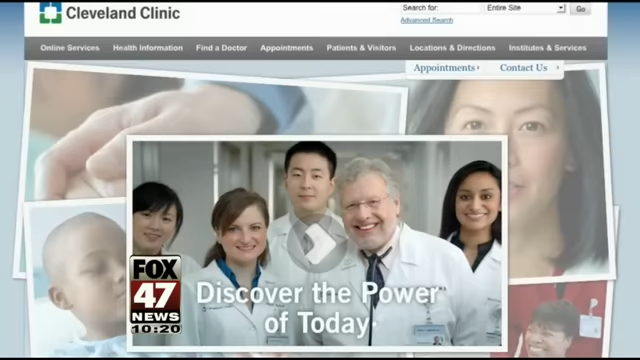 Cleveland Clinic
Search for:
Entire Site
Go
Advanced Search
Online Services
Health Information
Find a Doctor
Appointments
Patients & Visitors
Locations & Directions
Institutes & Services
Appointments
Contact Us
Discover the Power
of Today
FOX
47
NEWS
10:20